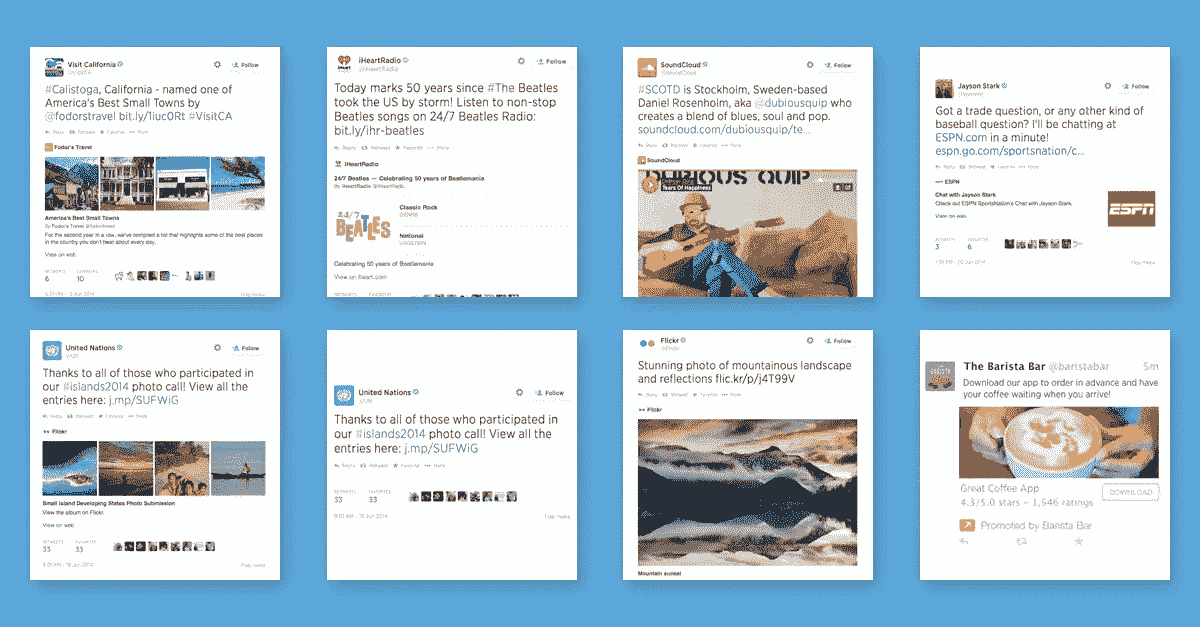 Visit California
@VisitCA
Follow
#Calistoga, California - named one of
America's Best Small Towns by
@fodorstravel bit.ly/1iuc0Rt #VisitCA
Reply Retweet Favorite More
Fodor's Travel
America's Best Small Towns
By Fodor's Travel @fodorstravel
For the second year in a row, we've compiled a list that highlights some of the best places
in the country you don't hear about every day.
View on web
RETWEETS FAVORITES
6 10
iHeartRadio
@iHeartRadio
Follow
Today marks 50 years since #The Beatles
took the US by storm! Listen to non-stop
Beatles songs on 24/7 Beatles Radio:
bit.ly/ihr-beatles
Reply Retweet Favorite More
iHeartRadio
24/7 Beatles — Celebrating 50 years of Beatlemania
By iHeartRadio @iHeartRadio
24/7
BEATLES
Classic Rock
GENRE
National
LOCATION
Celebrating 50 years of Beatlemania
View on iheart.com
RETWEETS FAVORITES
SoundCloud
@SoundCloud
Follow
#SCOTD is Stockholm, Sweden-based
Daniel Rosenholm, aka @dubiousquip who
creates a blend of blues, soul and pop.
soundcloud.com/dubiousquip/te...
Reply Retweet Favorite More
SoundCloud
DUBIOUS QUIP
Tears Of Happiness
Jayson Stark
Follow
Got a trade question, or any other kind of
baseball question? I'll be chatting at
ESPN.com in a minute!
espn.go.com/sportsnation/c...
Reply Retweet Favorite More
ESPN
Chat with Jayson Stark
Check out ESPN SportsNation's Chat with Jayson Stark
View on web
ESPN
RETWEETS FAVORITES
3 6
Flag media
United Nations
@UN
Follow
Thanks to all of those who participated in
our #islands2014 photo call! View all the
entries here: j.mp/SUFWiG
Reply Retweet Favorite More
Flickr
Small Island Developing States Photo Submission
View the album on Flickr.
View on web
RETWEETS FAVORITES
33 33
9:01 AM - 18 Jun 2014
Flag media
United Nations
@UN
Follow
Thanks to all of those who participated in
our #islands2014 photo call! View all the
entries here: j.mp/SUFWiG
Reply Retweet Favorite More
RETWEETS FAVORITES
33 33
9:01 AM - 18 Jun 2014
Flag media
Flickr
@Flickr
Follow
Stunning photo of mountainous landscape
and reflections flic.kr/p/j4T99V
Reply Retweet Favorite More
Flickr
Mountain sunset
The Barista Bar @baristabar 5m
Download our app to order in advance and have
your coffee waiting when you arrive!
Great Coffee App
4.3/5.0 stars – 1,546 ratings
DOWNLOAD
Promoted by Barista Bar